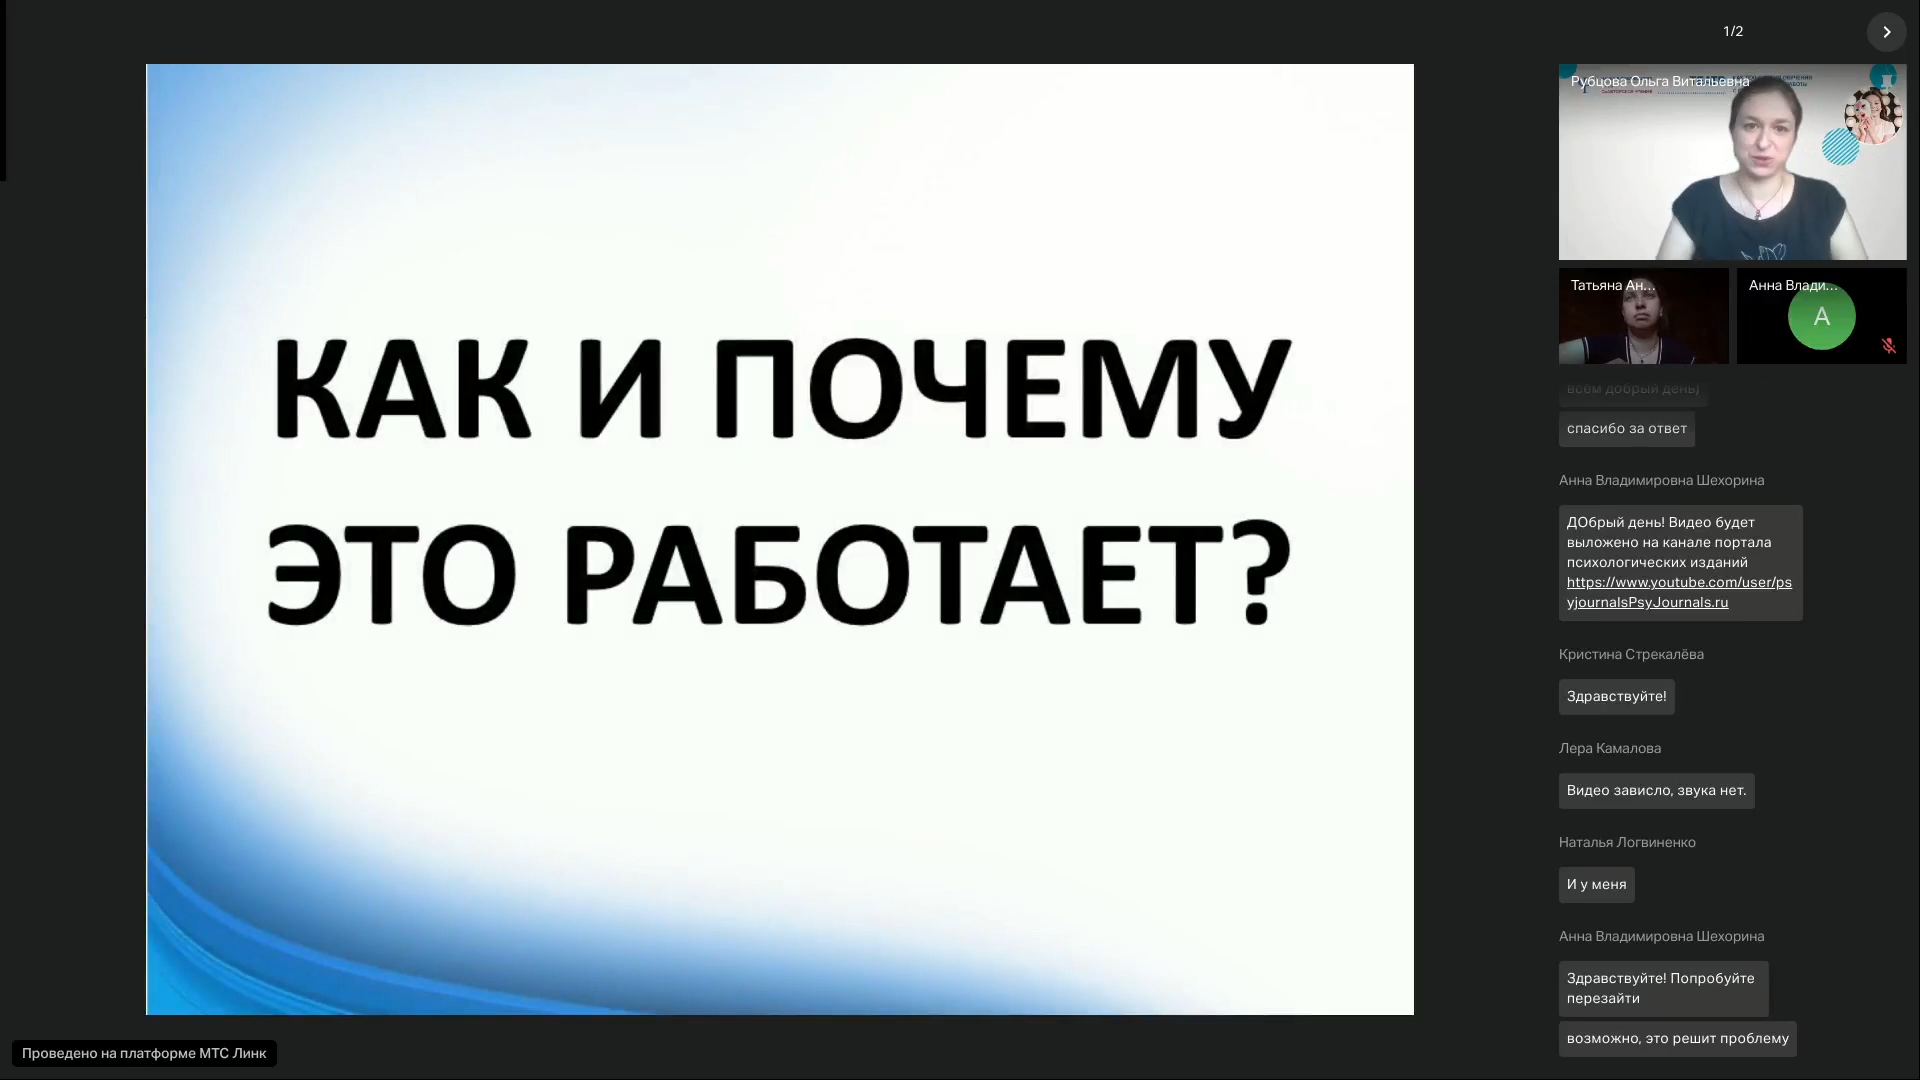 1/2
Рубцова Ольга Витальевна
КАК И ПОЧЕМУ
ЭТО РАБОТАЕТ?
Татьяна Ан...
Анна Влади...
А
всем добрый день)
спасибо за ответ
Анна Владимировна Шехорина
ДОбрый день! Видео будет
выложено на канале портала
психологических изданий
https://www.youtube.com/user/ps
yjournalsPsyJournals.ru
Кристина Стрекалёва
Здравствуйте!
Лера Камалова
Видео зависло, звука нет.
Наталья Логвиненко
И у меня
Анна Владимировна Шехорина
Здравствуйте! Попробуйте
перезайти
возможно, это решит проблему
Проведено на платформе МТС Линк